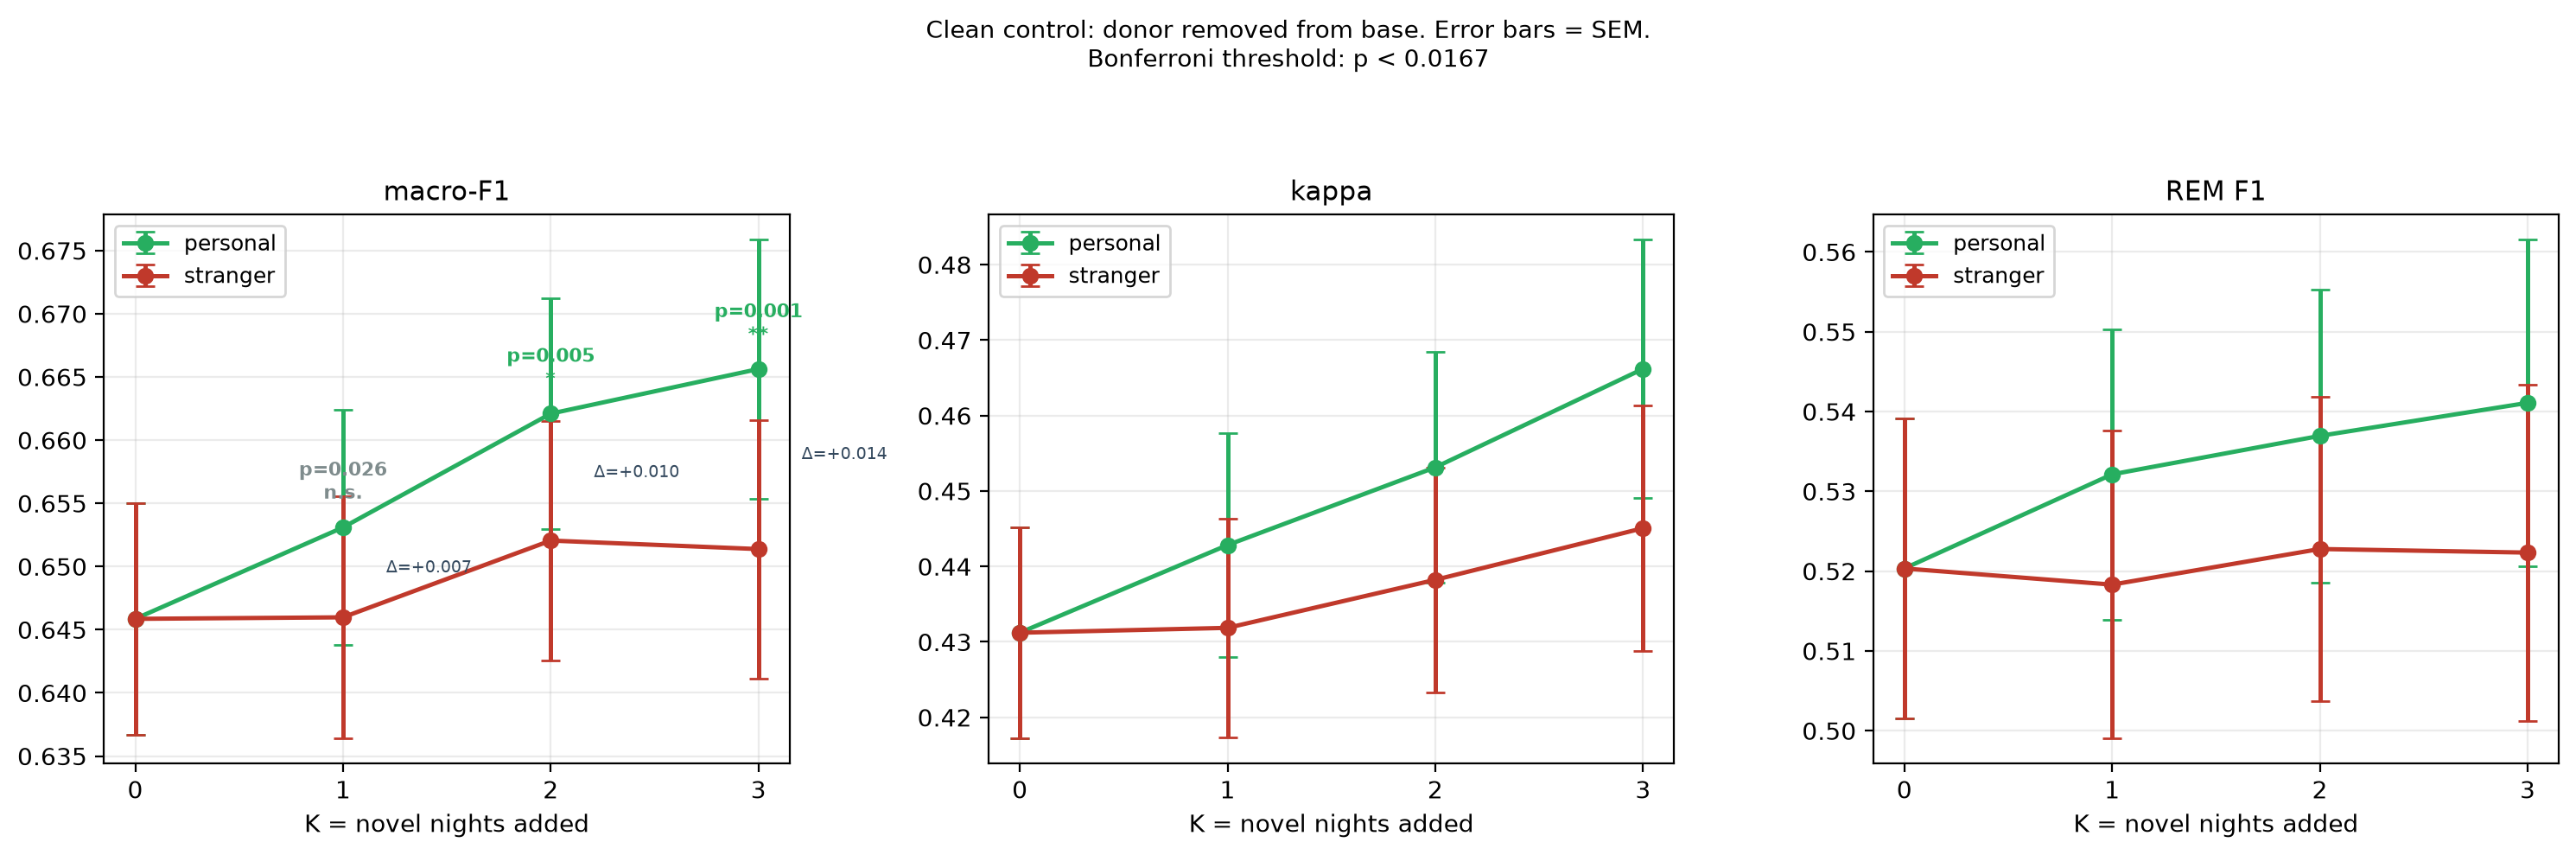 Clean control: donor removed from base. Error bars = SEM.
Bonferroni threshold: p < 0.0167
macro-F1
personal
stranger
0.675
0.670
0.665
0.660
0.655
0.650
0.645
0.640
0.635
p=0.026
n.s.
p=0.005
*
p=0.001
**
Δ=+0.007
Δ=+0.010
Δ=+0.014
0 1 2 3
K = novel nights added
kappa
personal
stranger
0.48
0.47
0.46
0.45
0.44
0.43
0.42
0 1 2 3
K = novel nights added
REM F1
personal
stranger
0.56
0.55
0.54
0.53
0.52
0.51
0.50
0 1 2 3
K = novel nights added